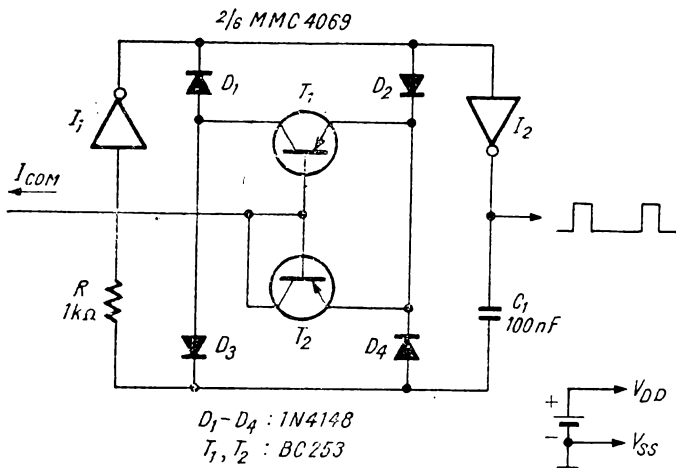 2/6 MMC 4069
D1
T1
D2
I1
I2
ICOM
R
1kΩ
T2
C1
100nF
D3
D4
D1-D4 : 1N4148
T1, T2 : BC253
+
VDD
-
VSS